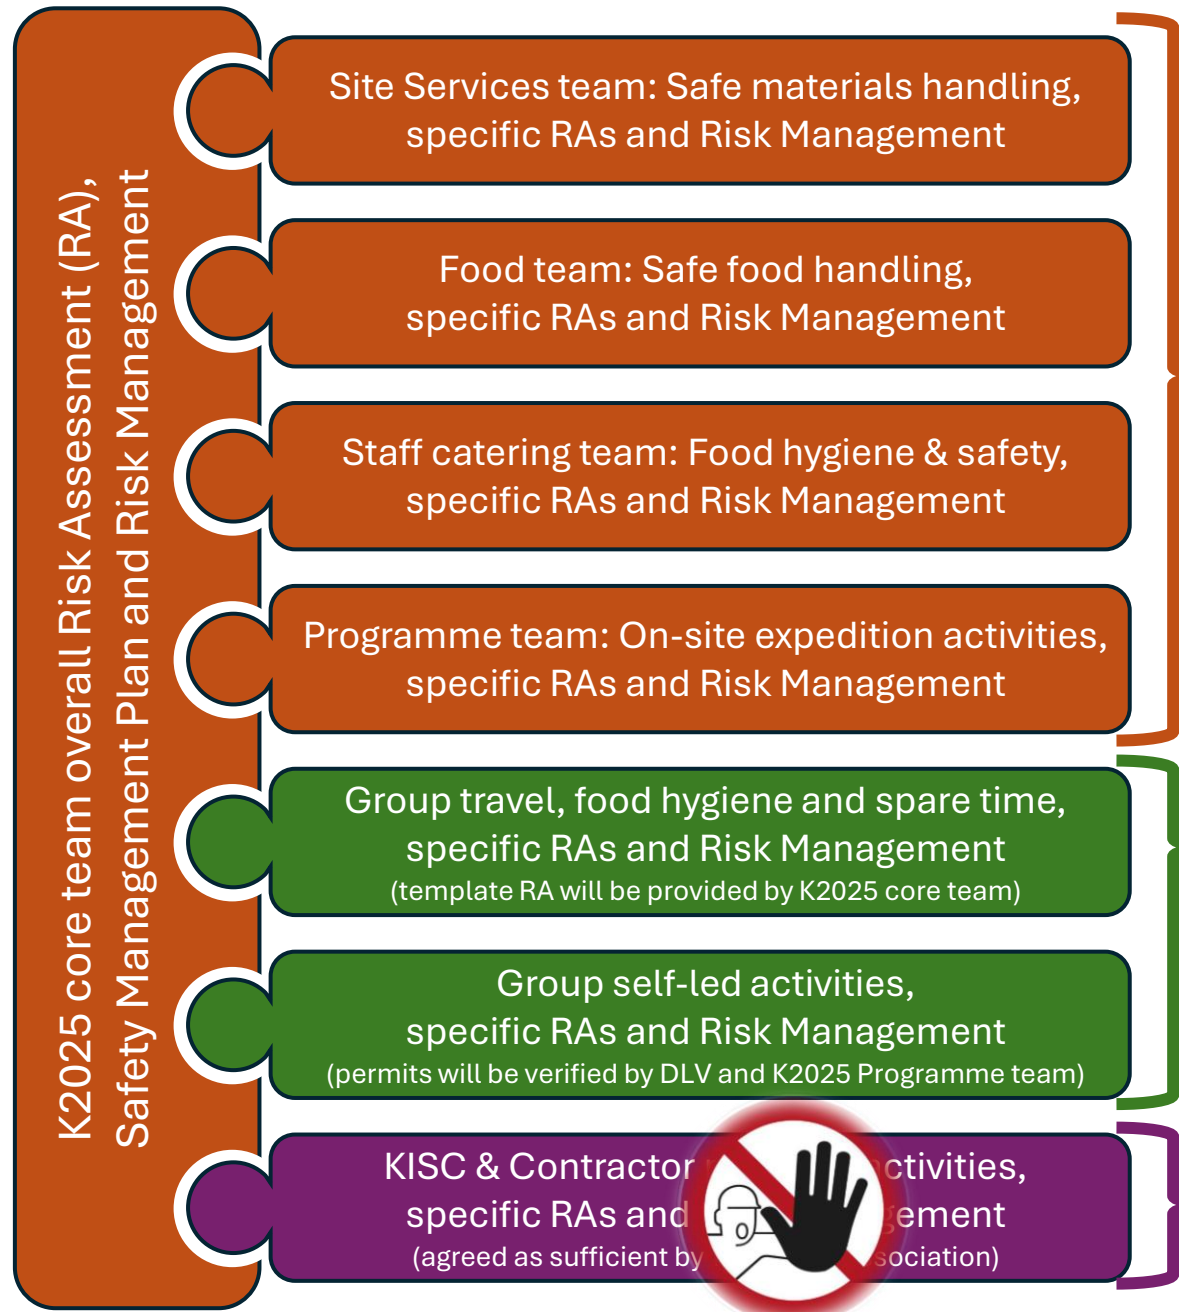 K2025 core team overall Risk Assessment (RA),
Safety Management Plan and Risk Management
Site Services team: Safe materials handling,
specific RAs and Risk Management
Food team: Safe food handling,
specific RAs and Risk Management
Staff catering team: Food hygiene & safety,
specific RAs and Risk Management
Programme team: On-site expedition activities,
specific RAs and Risk Management
Group travel, food hygiene and spare time,
specific RAs and Risk Management
(template RA will be provided by K2025 core team)
Group self-led activities,
specific RAs and Risk Management
(permits will be verified by DLV and K2025 Programme team)
KISC & Contractor
specific RAs and
(agreed as sufficient by